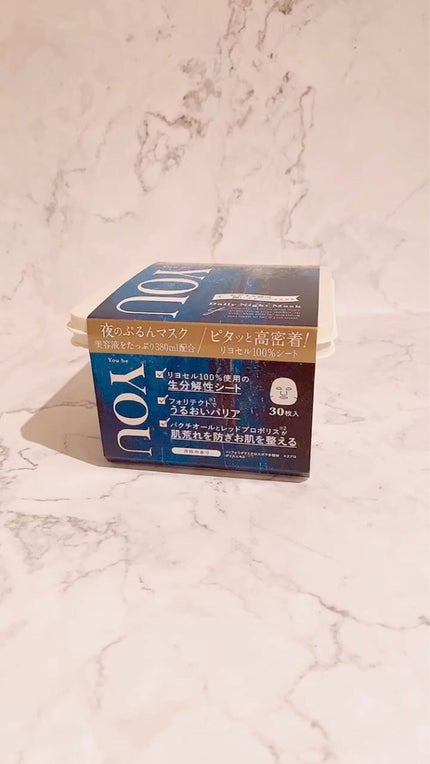 YOU
Daily Night Mask
夜のぷるんマスク
美容液をたっぷり380ml配合
ピタッと高密着!
リヨセル100%シート
You be
YOU
リヨセル100%使用の
生分解性シート
フォリテクト※1で
うるおいバリア
バクチオールとレッドプロポリス※2が
肌荒れを防ぎお肌を整える
30枚入